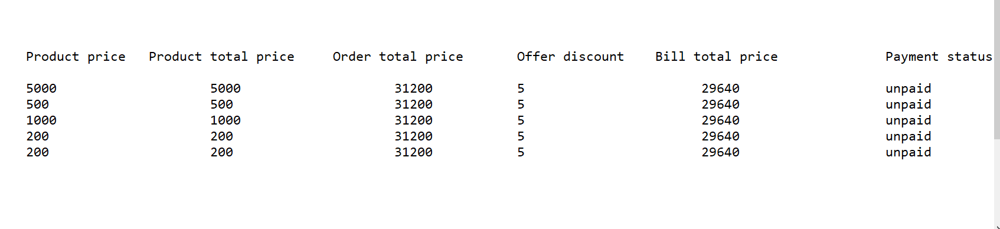 Product price Product total price Order total price Offer discount Bill total price Payment status
5000 5000 31200 5 29640 unpaid
500 500 31200 5 29640 unpaid
1000 1000 31200 5 29640 unpaid
200 200 31200 5 29640 unpaid
200 200 31200 5 29640 unpaid